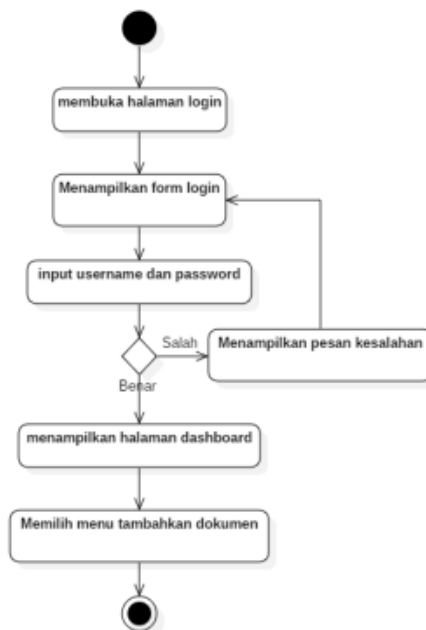 membuka halaman login
Menampilkan form login
input username dan password
Salah
Menampilkan pesan kesalahan
Benar
menampilkan halaman dashboard
Memilih menu tambahkan dokumen